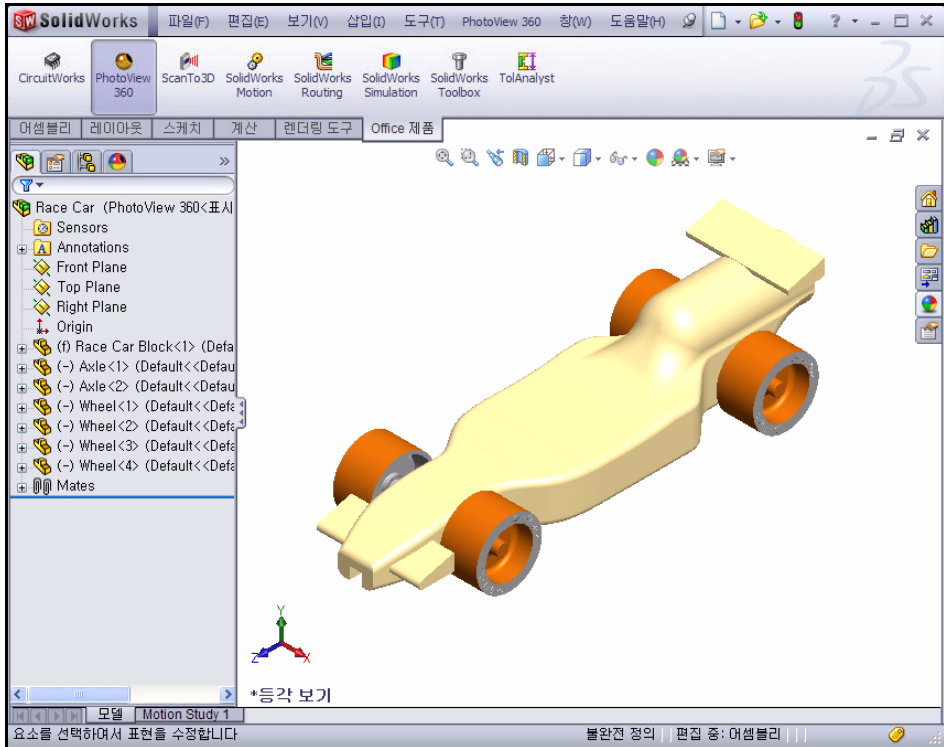 SolidWorks 파일(F) 편집(E) 보기(V) 삽입(I) 도구(T) PhotoView 360 창(W) 도움말(H) ?
CircuitWorks PhotoView 360 ScanTo3D SolidWorks Motion SolidWorks Routing SolidWorks Simulation SolidWorks Toolbox TolAnalyst
어셈블리 레이아웃 스케치 계산 렌더링 도구 Office 제품
Race Car (PhotoView 360<표시
Sensors
Annotations
Front Plane
Top Plane
Right Plane
Origin
(f) Race Car Block<1> (Defa
(-) Axle<1> (Default<<Defau
(-) Axle<2> (Default<<Defau
(-) Wheel<1> (Default<<Defa
(-) Wheel<2> (Default<<Defa
(-) Wheel<3> (Default<<Defa
(-) Wheel<4> (Default<<Defa
Mates
Y
Z X
*등각 보기
모델 Motion Study 1
요소를 선택하여서 표현을 수정합니다 불완전 정의 편집 중: 어셈블리